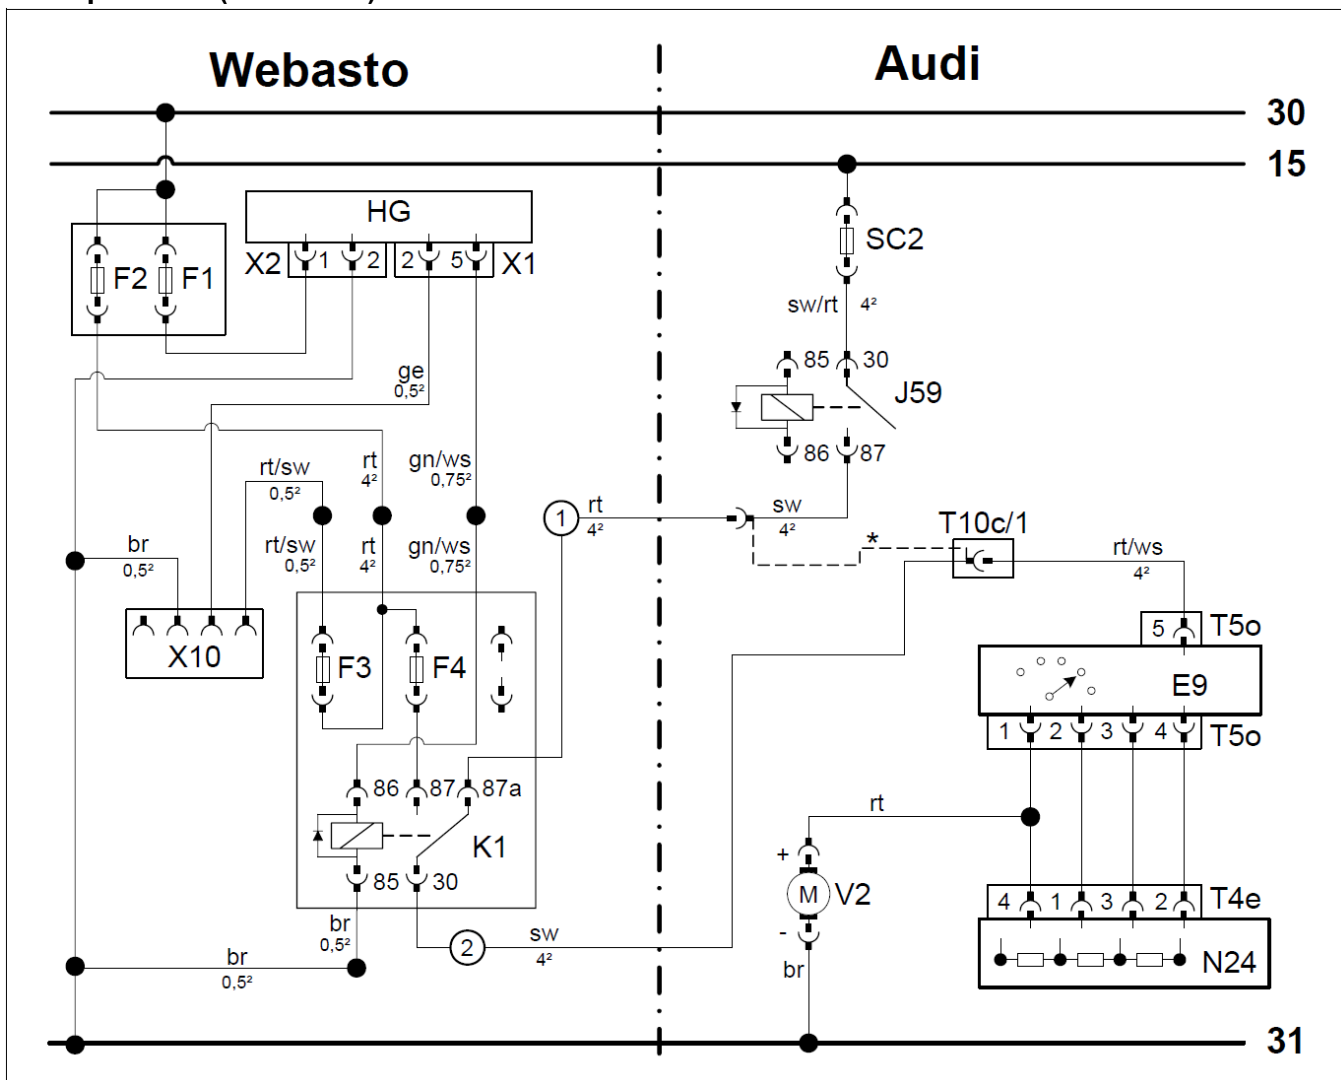 Webasto
Audi
30
15
HG
X2 1 2 2 5 X1
F2 F1
SC2
sw/rt 4²
ge
0,5²
85 30
J59
86 87
rt/sw
0,5²
rt
4²
gn/ws
0,75²
1
rt
4²
sw
4²
*
T10c/1
rt/ws
4²
br
0,5²
rt/sw
0,5²
rt
4²
gn/ws
0,75²
X10
F3 F4
5 T5o
E9
1 2 3 4 T5o
86 87 87a
K1
85 30
rt
+
M V2
-
br
4 1 3 2 T4e
N24
br
0,5²
2
sw
4²
br
0,5²
31